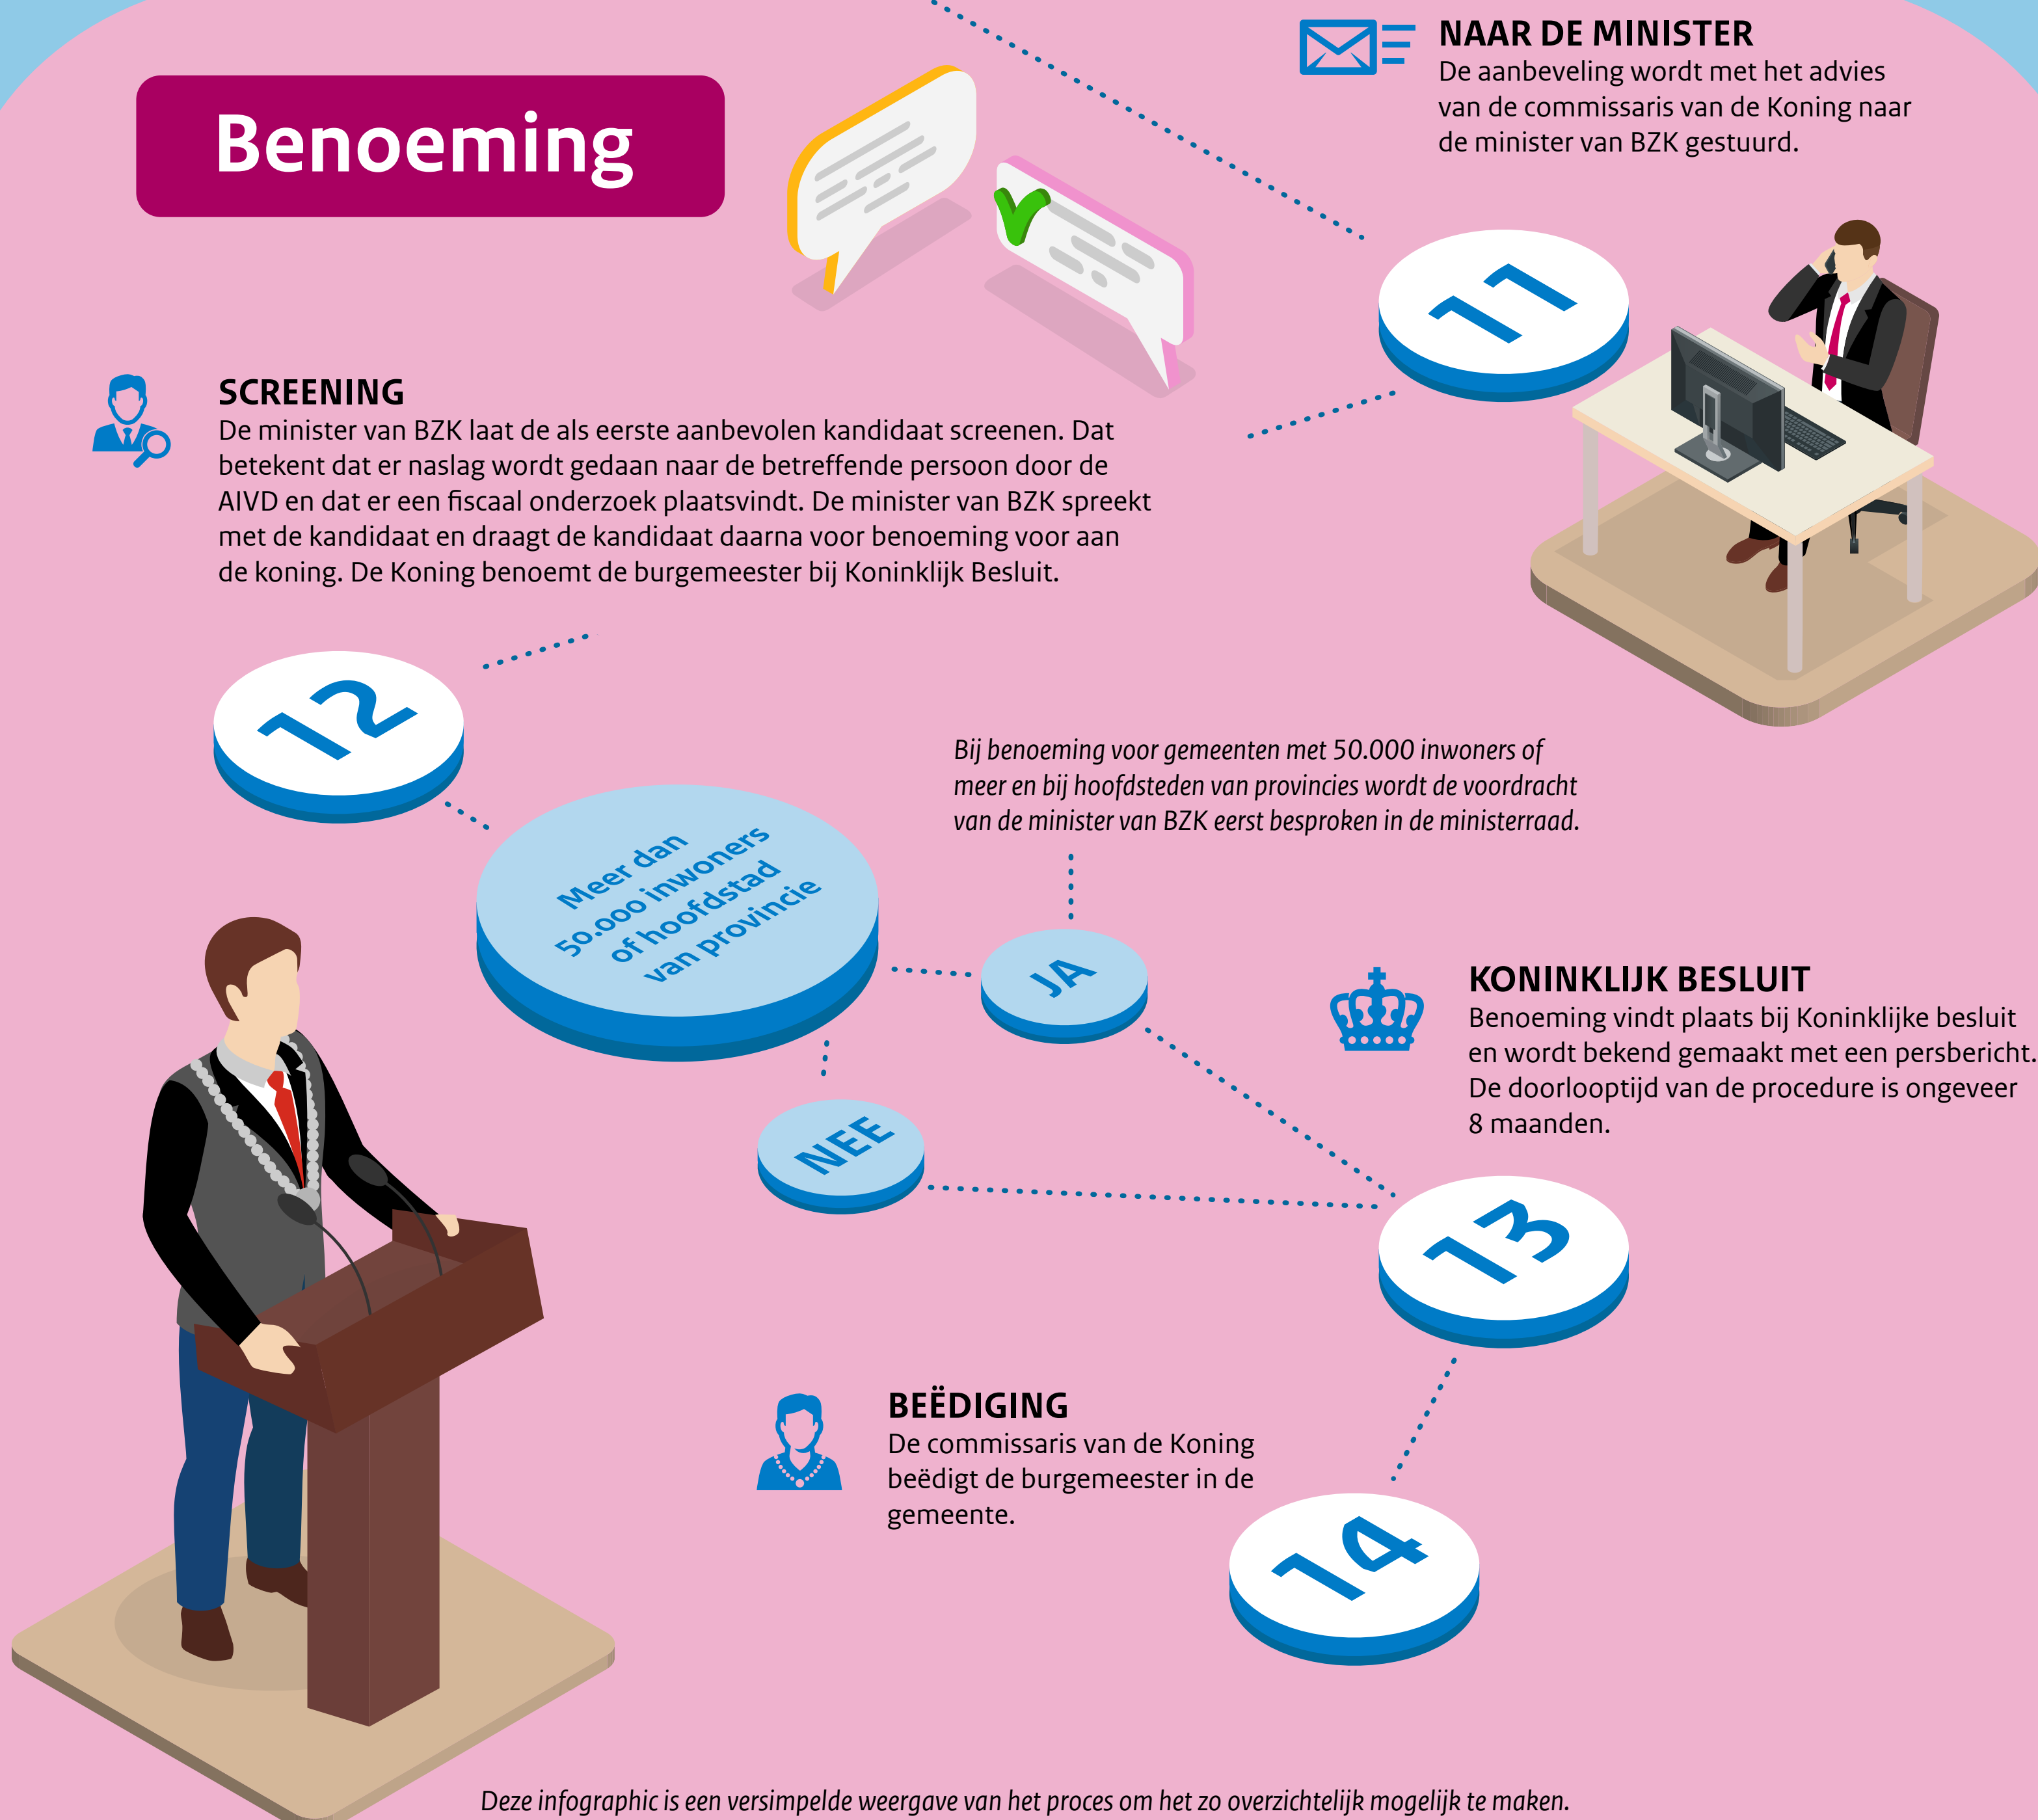 Benoeming
NAAR DE MINISTER
De aanbeveling wordt met het advies
van de commissaris van de Koning naar
de minister van BZK gestuurd.
11
SCREENING
De minister van BZK laat de als eerste aanbevolen kandidaat screenen. Dat
betekent dat er naslag wordt gedaan naar de betreffende persoon door de
AIVD en dat er een fiscaal onderzoek plaatsvindt. De minister van BZK spreekt
met de kandidaat en draagt de kandidaat daarna voor benoeming voor aan
de koning. De Koning benoemt de burgemeester bij Koninklijk Besluit.
12
Meer dan
50.000 inwoners
of hoofdstad
van provincie
Bij benoeming voor gemeenten met 50.000 inwoners of
meer en bij hoofdsteden van provincies wordt de voordracht
van de minister van BZK eerst besproken in de ministerraad.
JA
NEE
KONINKLIJK BESLUIT
Benoeming vindt plaats bij Koninklijke besluit
en wordt bekend gemaakt met een persbericht.
De doorlooptijd van de procedure is ongeveer
8 maanden.
13
BEËDIGING
De commissaris van de Koning
beëdigt de burgemeester in de
gemeente.
14
Deze infographic is een versimpelde weergave van het proces om het zo overzichtelijk mogelijk te maken.